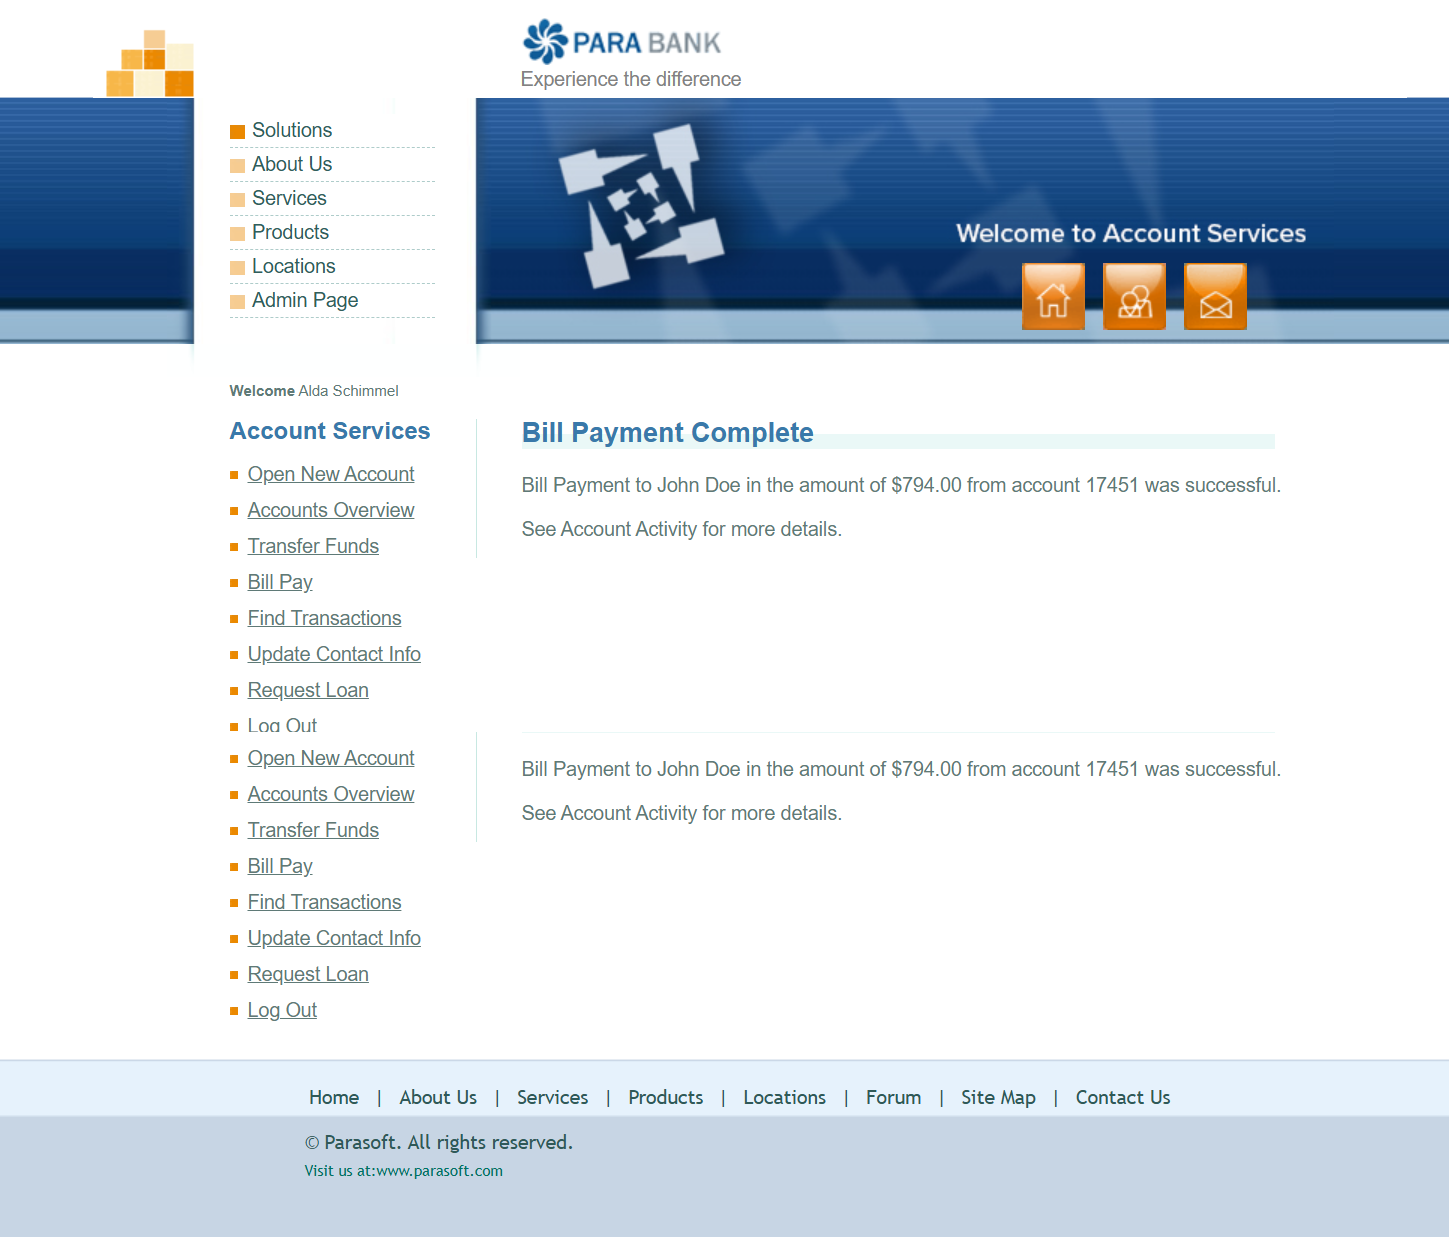 PARA BANK
Experience the difference
Solutions
About Us
Services
Products
Locations
Admin Page
Welcome to Account Services
Welcome Alda Schimmel
Account Services
Open New Account
Accounts Overview
Transfer Funds
Bill Pay
Find Transactions
Update Contact Info
Request Loan
Log Out
Bill Payment Complete
Bill Payment to John Doe in the amount of $794.00 from account 17451 was successful.
See Account Activity for more details.
Open New Account
Accounts Overview
Transfer Funds
Bill Pay
Find Transactions
Update Contact Info
Request Loan
Log Out
Bill Payment to John Doe in the amount of $794.00 from account 17451 was successful.
See Account Activity for more details.
Home | About Us | Services | Products | Locations | Forum | Site Map | Contact Us
© Parasoft. All rights reserved.
Visit us at:www.parasoft.com